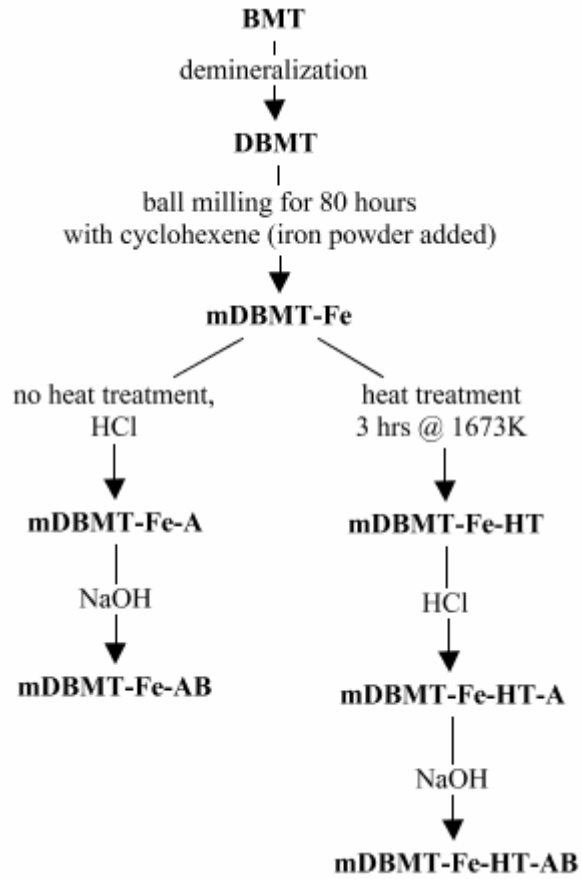 BMT
demineralization
DBMT
ball milling for 80 hours
with cyclohexene (iron powder added)
mDBMT-Fe
no heat treatment,
HCl
mDBMT-Fe-A
NaOH
mDBMT-Fe-AB
heat treatment
3 hrs @ 1673K
mDBMT-Fe-HT
HCl
mDBMT-Fe-HT-A
NaOH
mDBMT-Fe-HT-AB